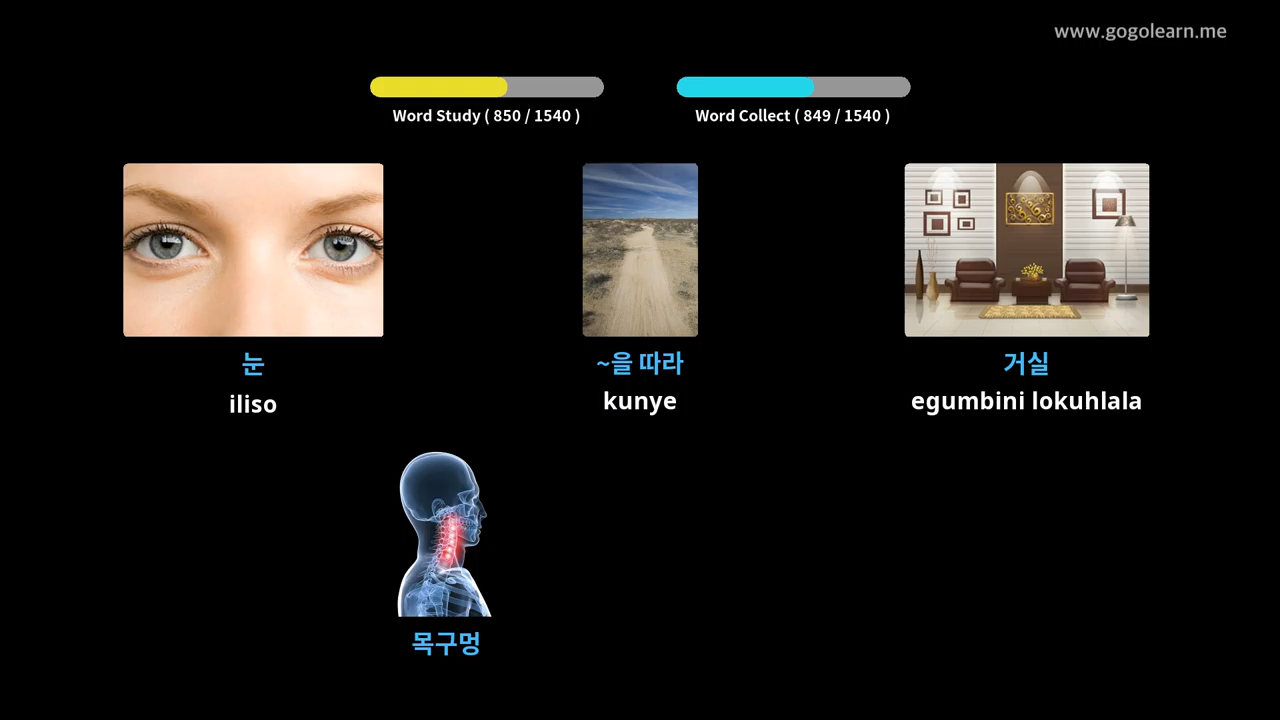 www.gogolearn.me
Word Study ( 850 / 1540 )
Word Collect ( 849 / 1540 )
눈
iliso
~을 따라
kunye
거실
egumbini lokuhlala
목구멍